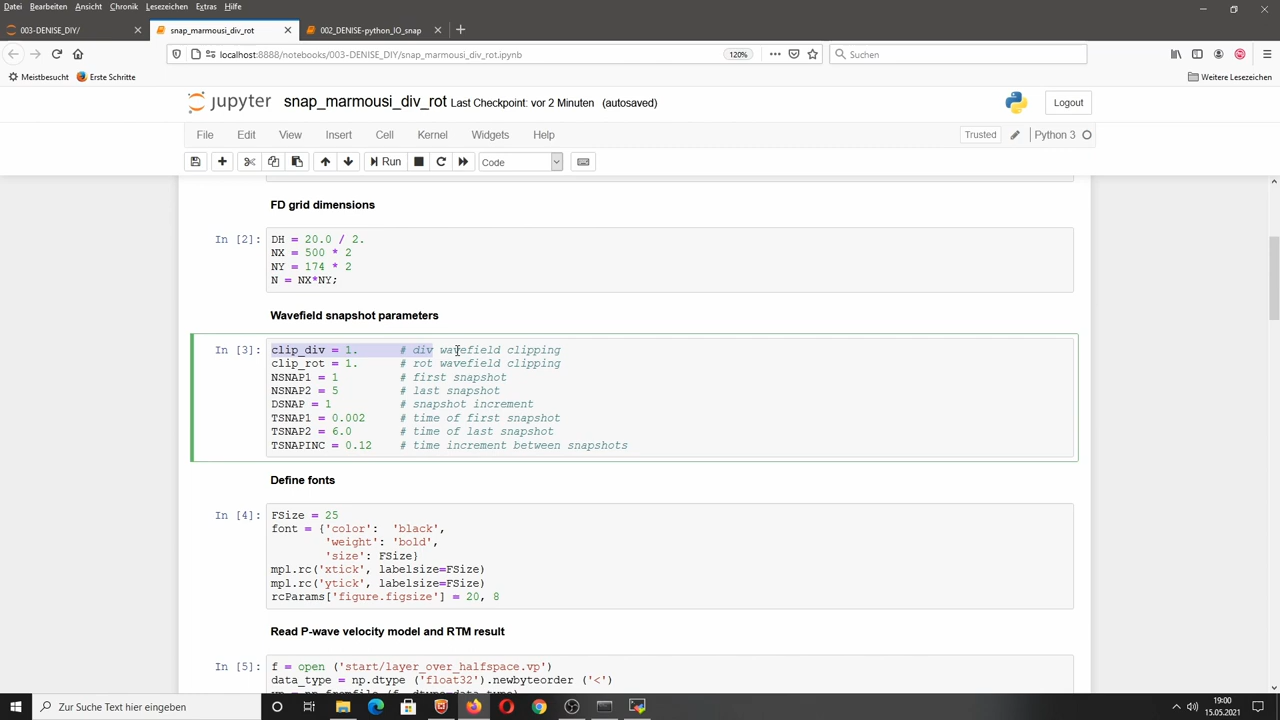 Datei Bearbeiten Ansicht Chronik Lesezeichen Extras Hilfe
003-DENISE_DIY/
snap_marmousi_div_rot
002_DENISE-python_IO_snap
localhost:8888/notebooks/003-DENISE_DIY/snap_marmousi_div_rot.ipynb
120%
Suchen
Meistbesucht
Erste Schritte
Weitere Lesezeichen
jupyter snap_marmousi_div_rot Last Checkpoint: vor 2 Minuten (autosaved)
Logout
File Edit View Insert Cell Kernel Widgets Help
Trusted
Python 3
Run
Code
FD grid dimensions
In [2]: DH = 20.0 / 2.
NX = 500 * 2
NY = 174 * 2
N = NX*NY;
Wavefield snapshot parameters
In [3]: clip_div = 1. # div wavefield clipping
clip_rot = 1. # rot wavefield clipping
NSNAP1 = 1 # first snapshot
NSNAP2 = 5 # last snapshot
DSNAP = 1 # snapshot increment
TSNAP1 = 0.002 # time of first snapshot
TSNAP2 = 6.0 # time of last snapshot
TSNAPINC = 0.12 # time increment between snapshots
Define fonts
In [4]: FSize = 25
font = {'color': 'black',
'weight': 'bold',
'size': FSize}
mpl.rc('xtick', labelsize=FSize)
mpl.rc('ytick', labelsize=FSize)
rcParams['figure.figsize'] = 20, 8
Read P-wave velocity model and RTM result
In [5]: f = open ('start/layer_over_halfspace.vp')
data_type = np.dtype ('float32').newbyteorder ('<')
Zur Suche Text hier eingeben
19:00
15.05.2021